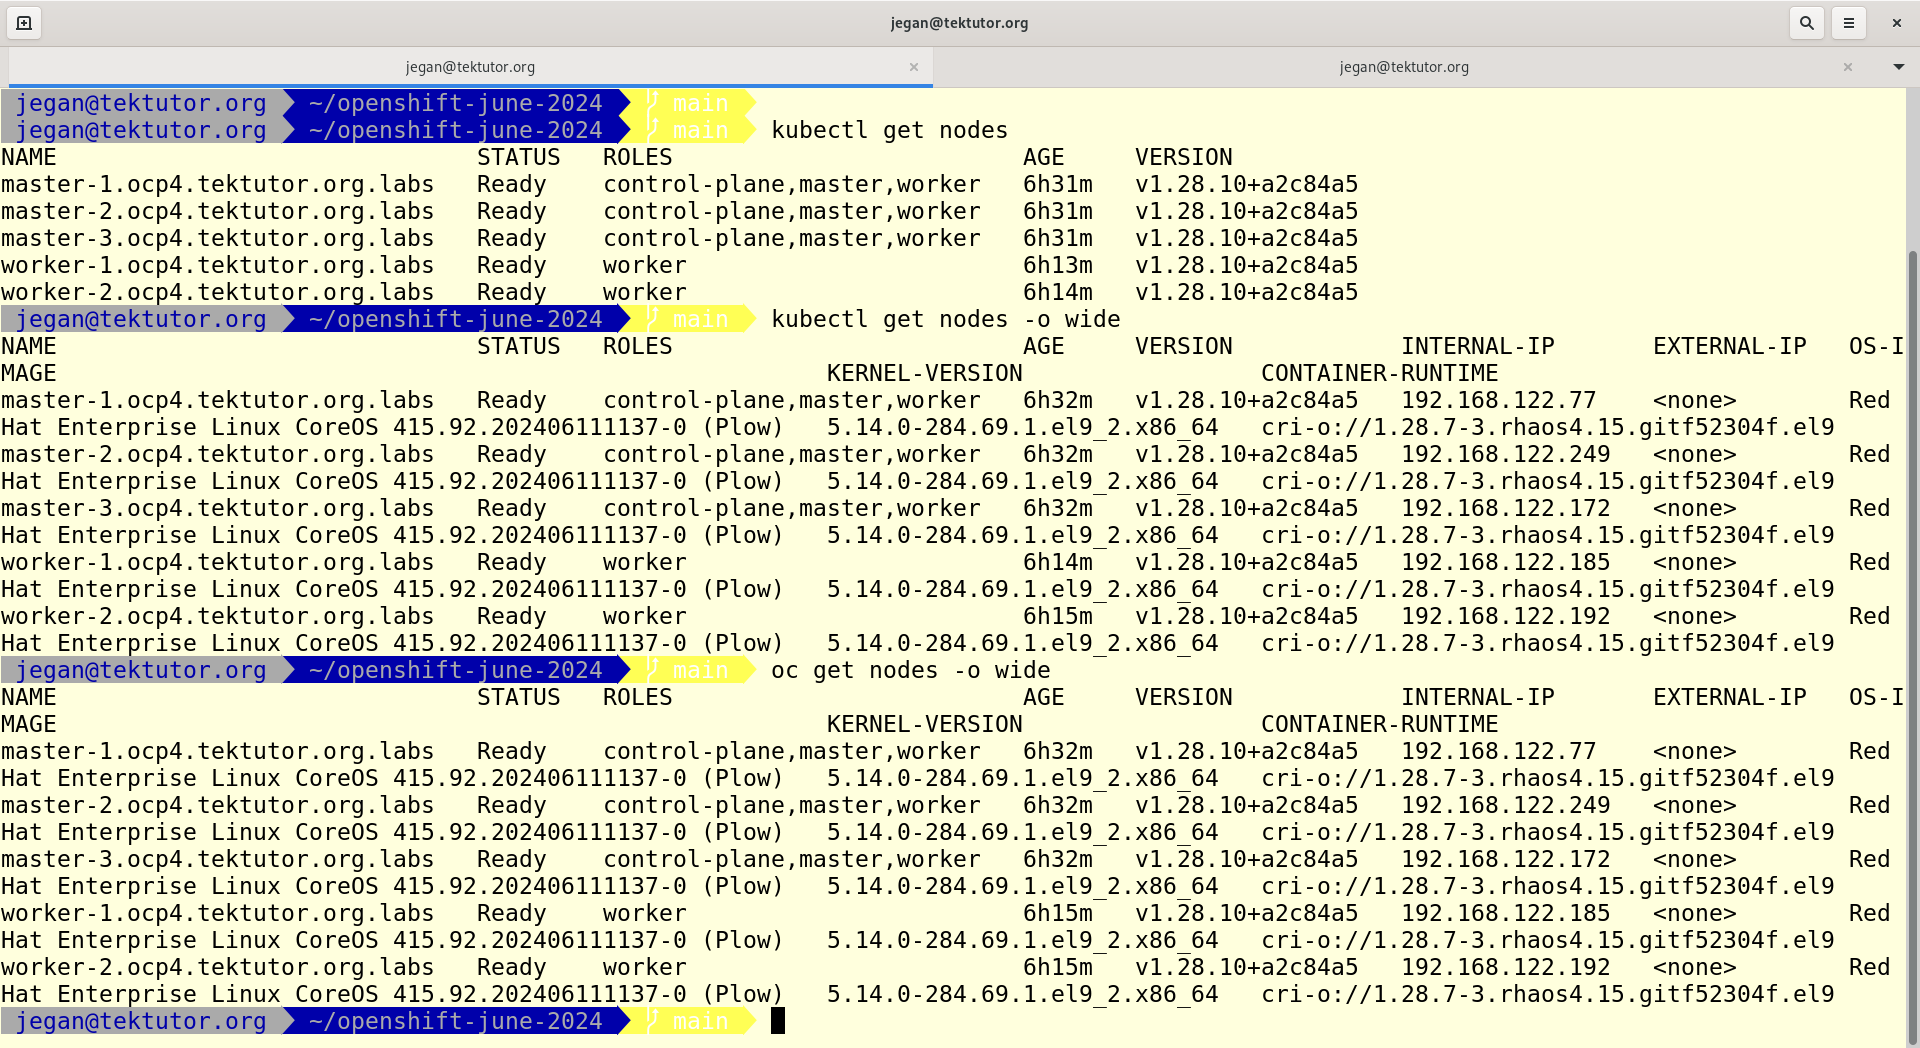 jegan@tektutor.org
jegan@tektutor.org jegan@tektutor.org
jegan@tektutor.org ~/openshift-june-2024 main
jegan@tektutor.org ~/openshift-june-2024 main kubectl get nodes
NAME STATUS ROLES AGE VERSION
master-1.ocp4.tektutor.org.labs Ready control-plane,master,worker 6h31m v1.28.10+a2c84a5
master-2.ocp4.tektutor.org.labs Ready control-plane,master,worker 6h31m v1.28.10+a2c84a5
master-3.ocp4.tektutor.org.labs Ready control-plane,master,worker 6h31m v1.28.10+a2c84a5
worker-1.ocp4.tektutor.org.labs Ready worker 6h13m v1.28.10+a2c84a5
worker-2.ocp4.tektutor.org.labs Ready worker 6h14m v1.28.10+a2c84a5
jegan@tektutor.org ~/openshift-june-2024 main kubectl get nodes -o wide
NAME STATUS ROLES AGE VERSION INTERNAL-IP EXTERNAL-IP OS-I
MAGE KERNEL-VERSION CONTAINER-RUNTIME
master-1.ocp4.tektutor.org.labs Ready control-plane,master,worker 6h32m v1.28.10+a2c84a5 192.168.122.77 <none> Red
Hat Enterprise Linux CoreOS 415.92.202406111137-0 (Plow) 5.14.0-284.69.1.el9_2.x86_64 cri-o://1.28.7-3.rhaos4.15.gitf52304f.el9
master-2.ocp4.tektutor.org.labs Ready control-plane,master,worker 6h32m v1.28.10+a2c84a5 192.168.122.249 <none> Red
Hat Enterprise Linux CoreOS 415.92.202406111137-0 (Plow) 5.14.0-284.69.1.el9_2.x86_64 cri-o://1.28.7-3.rhaos4.15.gitf52304f.el9
master-3.ocp4.tektutor.org.labs Ready control-plane,master,worker 6h32m v1.28.10+a2c84a5 192.168.122.172 <none> Red
Hat Enterprise Linux CoreOS 415.92.202406111137-0 (Plow) 5.14.0-284.69.1.el9_2.x86_64 cri-o://1.28.7-3.rhaos4.15.gitf52304f.el9
worker-1.ocp4.tektutor.org.labs Ready worker 6h14m v1.28.10+a2c84a5 192.168.122.185 <none> Red
Hat Enterprise Linux CoreOS 415.92.202406111137-0 (Plow) 5.14.0-284.69.1.el9_2.x86_64 cri-o://1.28.7-3.rhaos4.15.gitf52304f.el9
worker-2.ocp4.tektutor.org.labs Ready worker 6h15m v1.28.10+a2c84a5 192.168.122.192 <none> Red
Hat Enterprise Linux CoreOS 415.92.202406111137-0 (Plow) 5.14.0-284.69.1.el9_2.x86_64 cri-o://1.28.7-3.rhaos4.15.gitf52304f.el9
jegan@tektutor.org ~/openshift-june-2024 main oc get nodes -o wide
NAME STATUS ROLES AGE VERSION INTERNAL-IP EXTERNAL-IP OS-I
MAGE KERNEL-VERSION CONTAINER-RUNTIME
master-1.ocp4.tektutor.org.labs Ready control-plane,master,worker 6h32m v1.28.10+a2c84a5 192.168.122.77 <none> Red
Hat Enterprise Linux CoreOS 415.92.202406111137-0 (Plow) 5.14.0-284.69.1.el9_2.x86_64 cri-o://1.28.7-3.rhaos4.15.gitf52304f.el9
master-2.ocp4.tektutor.org.labs Ready control-plane,master,worker 6h32m v1.28.10+a2c84a5 192.168.122.249 <none> Red
Hat Enterprise Linux CoreOS 415.92.202406111137-0 (Plow) 5.14.0-284.69.1.el9_2.x86_64 cri-o://1.28.7-3.rhaos4.15.gitf52304f.el9
master-3.ocp4.tektutor.org.labs Ready control-plane,master,worker 6h32m v1.28.10+a2c84a5 192.168.122.172 <none> Red
Hat Enterprise Linux CoreOS 415.92.202406111137-0 (Plow) 5.14.0-284.69.1.el9_2.x86_64 cri-o://1.28.7-3.rhaos4.15.gitf52304f.el9
worker-1.ocp4.tektutor.org.labs Ready worker 6h15m v1.28.10+a2c84a5 192.168.122.185 <none> Red
Hat Enterprise Linux CoreOS 415.92.202406111137-0 (Plow) 5.14.0-284.69.1.el9_2.x86_64 cri-o://1.28.7-3.rhaos4.15.gitf52304f.el9
worker-2.ocp4.tektutor.org.labs Ready worker 6h15m v1.28.10+a2c84a5 192.168.122.192 <none> Red
Hat Enterprise Linux CoreOS 415.92.202406111137-0 (Plow) 5.14.0-284.69.1.el9_2.x86_64 cri-o://1.28.7-3.rhaos4.15.gitf52304f.el9
jegan@tektutor.org ~/openshift-june-2024 main